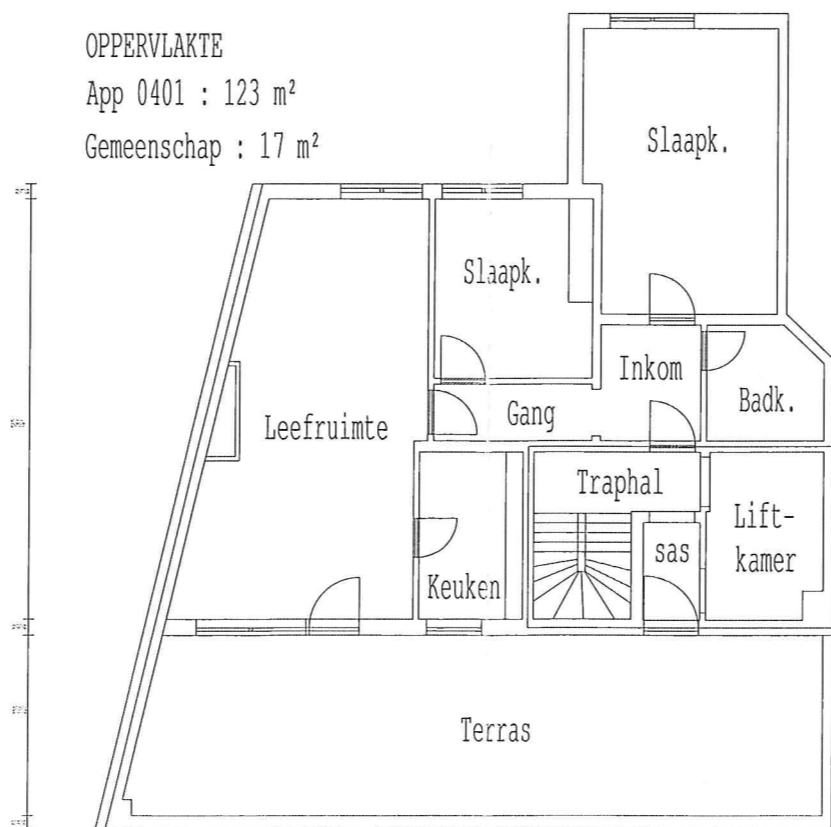 OPPERVLAKTE
App 0401 : 123 m²
Gemeenschap : 17 m²
Slaapk.
Slaapk.
Inkom
Badk.
Gang
Leefruimte
Traphal
Lift-
kamer
sas
Keuken
Terras